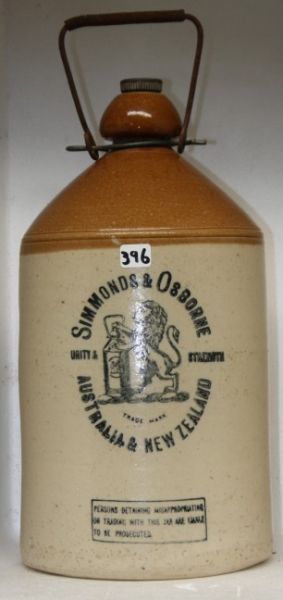 396
SIMMONDS & OSBORNE
UNITY & STRENGTH
TRADE MARK
AUSTRALIA & NEW ZEALAND
PERSONS DETAINING MISAPPROPRIATING
OR TRADING WITH THIS JAR ARE LIABLE
TO BE PROSECUTED